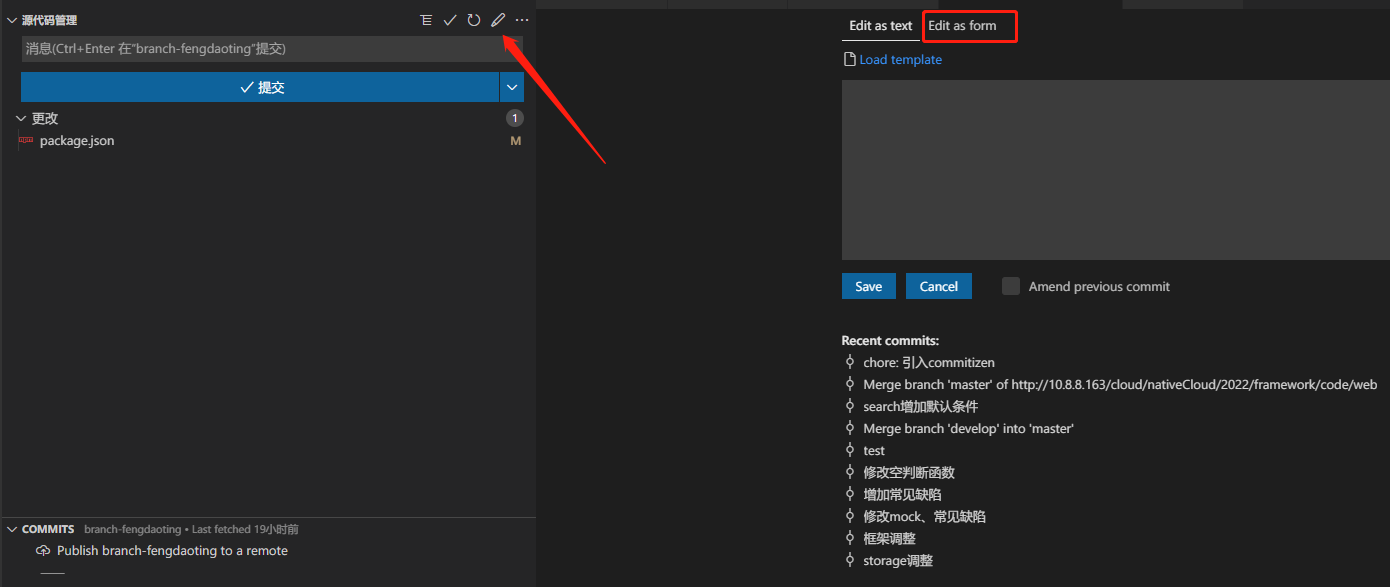 源代码管理
消息(Ctrl+Enter 在"branch-fengdaoting"提交)
提交
更改
1
package.json
M
COMMITS branch-fengdaoting • Last fetched 19小时前
Publish branch-fengdaoting to a remote
Edit as text
Edit as form
Load template
Save
Cancel
Amend previous commit
Recent commits:
chore: 引入commitizen
Merge branch 'master' of http://10.8.8.163/cloud/nativeCloud/2022/framework/code/web
search增加默认条件
Merge branch 'develop' into 'master'
test
修改空判断函数
增加常见缺陷
修改mock、常见缺陷
框架调整
storage调整